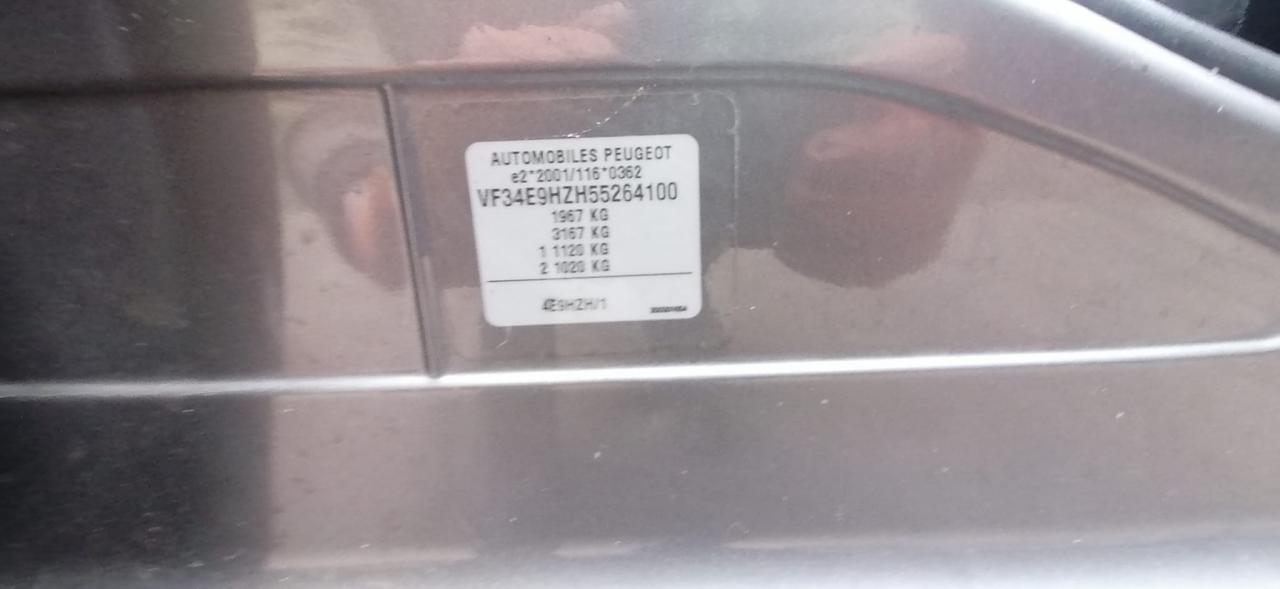 AUTOMOBILES PEUGEOT
e2*2001/116*0362
VF34E9HZH55264100
1967 KG
3167 KG
1 1120 KG
2 1020 KG
4E9HZH/1